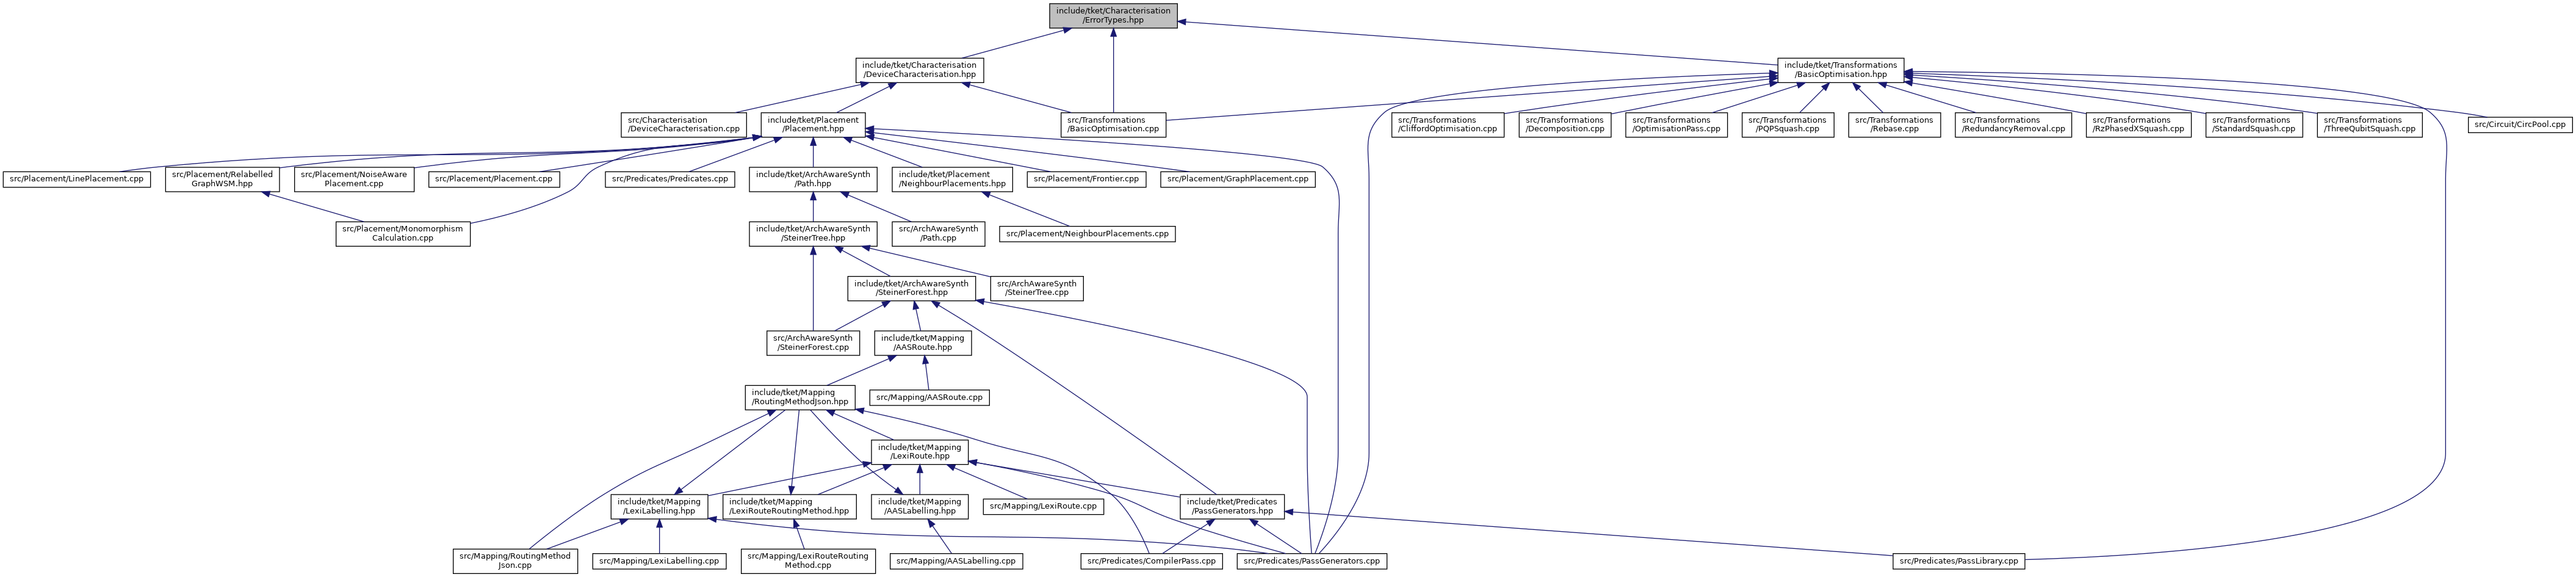 include/tket/Characterisation
/ErrorTypes.hpp
include/tket/Characterisation
/DeviceCharacterisation.hpp
include/tket/Transformations
/BasicOptimisation.hpp
src/Characterisation
/DeviceCharacterisation.cpp
include/tket/Placement
/Placement.hpp
src/Transformations
/BasicOptimisation.cpp
src/Transformations
/CliffordOptimisation.cpp
src/Transformations
/Decomposition.cpp
src/Transformations
/OptimisationPass.cpp
src/Transformations
/PQPSquash.cpp
src/Transformations
/Rebase.cpp
src/Transformations
/RedundancyRemoval.cpp
src/Transformations
/RzPhasedXSquash.cpp
src/Transformations
/StandardSquash.cpp
src/Transformations
/ThreeQubitSquash.cpp
src/Circuit/CircPool.cpp
src/Placement/LinePlacement.cpp
src/Placement/Relabelled
GraphWSM.hpp
src/Placement/NoiseAware
Placement.cpp
src/Placement/Placement.cpp
src/Predicates/Predicates.cpp
include/tket/ArchAwareSynth
/Path.hpp
include/tket/Placement
/NeighbourPlacements.hpp
src/Placement/Frontier.cpp
src/Placement/GraphPlacement.cpp
src/Placement/Monomorphism
Calculation.cpp
include/tket/ArchAwareSynth
/SteinerTree.hpp
src/ArchAwareSynth
/Path.cpp
src/Placement/NeighbourPlacements.cpp
include/tket/ArchAwareSynth
/SteinerForest.hpp
src/ArchAwareSynth
/SteinerTree.cpp
src/ArchAwareSynth
/SteinerForest.cpp
include/tket/Mapping
/AASRoute.hpp
include/tket/Mapping
/RoutingMethodJson.hpp
src/Mapping/AASRoute.cpp
include/tket/Mapping
/LexiRoute.hpp
include/tket/Mapping
/LexiLabelling.hpp
include/tket/Mapping
/LexiRouteRoutingMethod.hpp
include/tket/Mapping
/AASLabelling.hpp
src/Mapping/LexiRoute.cpp
include/tket/Predicates
/PassGenerators.hpp
src/Mapping/RoutingMethod
Json.cpp
src/Mapping/LexiLabelling.cpp
src/Mapping/LexiRouteRouting
Method.cpp
src/Mapping/AASLabelling.cpp
src/Predicates/CompilerPass.cpp
src/Predicates/PassGenerators.cpp
src/Predicates/PassLibrary.cpp